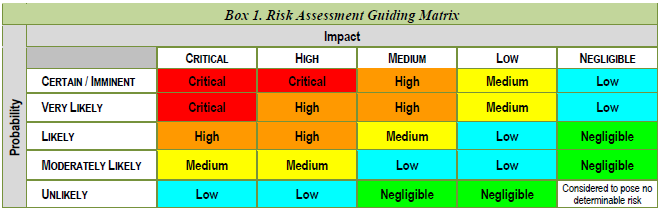 Box 1. Risk Assessment Guiding Matrix
Impact
CRITICAL HIGH MEDIUM LOW NEGLIGIBLE
Probability
CERTAIN / IMMINENT Critical Critical High Medium Low
VERY LIKELY Critical High High Medium Low
LIKELY High High Medium Low Negligible
MODERATELY LIKELY Medium Medium Low Low Negligible
UNLIKELY Low Low Negligible Negligible Considered to pose no
determinable risk